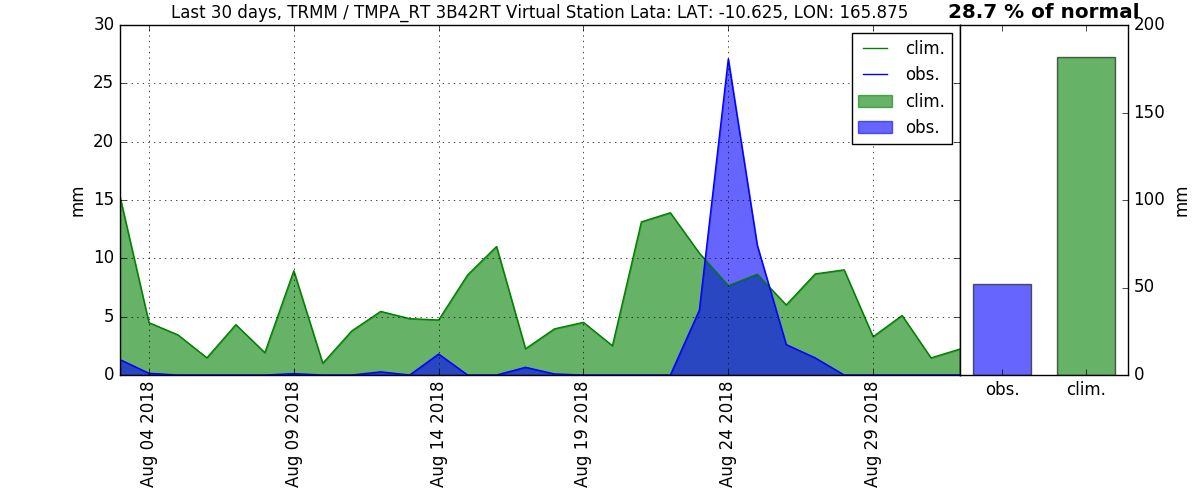 Last 30 days, TRMM / TMPA_RT 3B42RT Virtual Station Lata: LAT: -10.625, LON: 165.875
28.7 % of normal
30
25
20
15
10
5
0
mm
Aug 04 2018
Aug 09 2018
Aug 14 2018
Aug 19 2018
Aug 24 2018
Aug 29 2018
clim.
obs.
clim.
obs.
200
150
100
50
0
mm
obs.
clim.